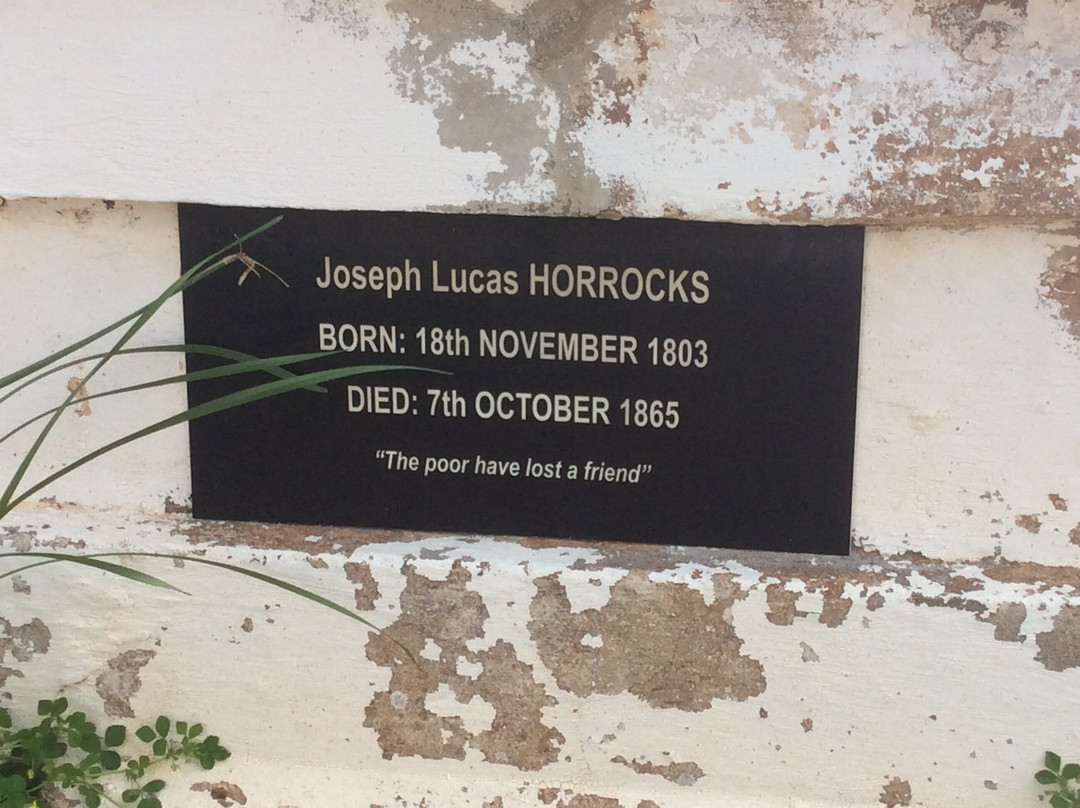 Joseph Lucas HORROCKS
BORN: 18th NOVEMBER 1803
DIED: 7th OCTOBER 1865
“The poor have lost a friend”